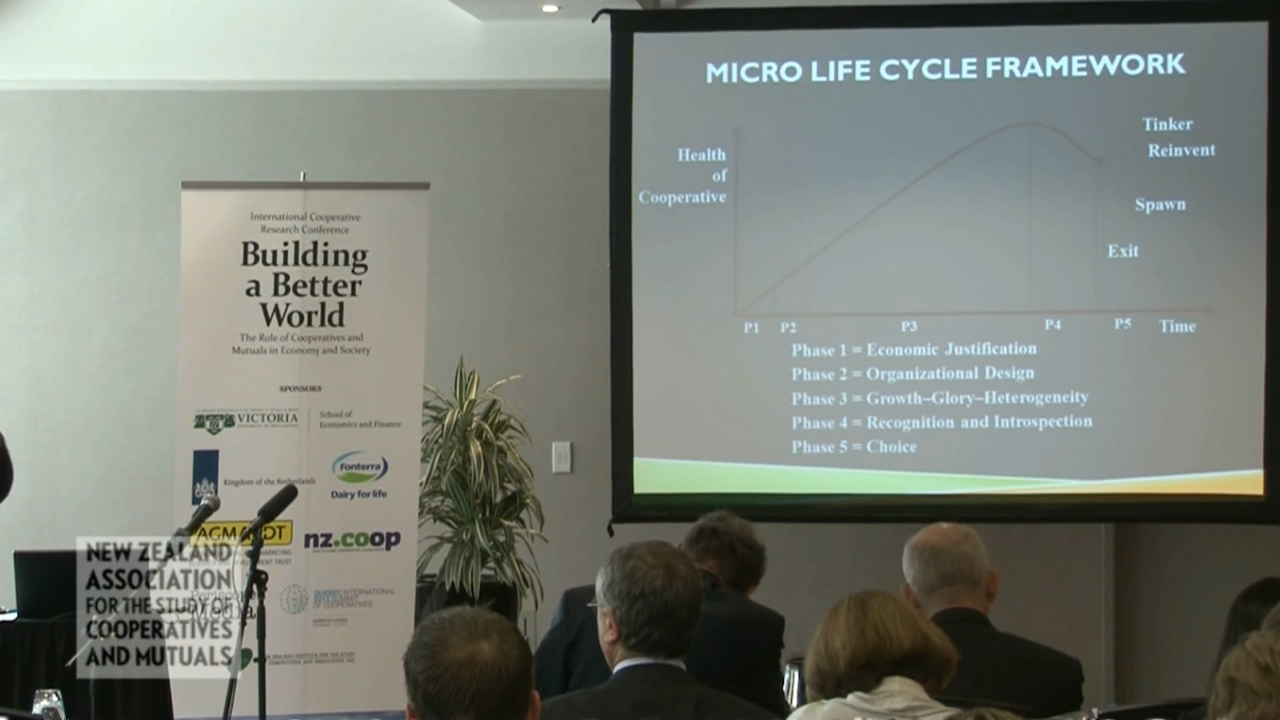 MICRO LIFE CYCLE FRAMEWORK
Health
of
Cooperative
Tinker
Reinvent
Spawn
Exit
P1 P2 P3 P4 P5 Time
Phase 1 = Economic Justification
Phase 2 = Organizational Design
Phase 3 = Growth–Glory–Heterogeneity
Phase 4 = Recognition and Introspection
Phase 5 = Choice
International Cooperative
Research Conference
Building
a Better
World
The Role of Cooperatives and
Mutuals in Economy and Society
SPONSORS
VICTORIA
School of
Economics and Finance
Kingdom of the Netherlands
Fonterra
Dairy for life
nz.coop
NEW ZEALAND
ASSOCIATION
FOR THE STUDY OF
COOPERATIVES
AND MUTUALS